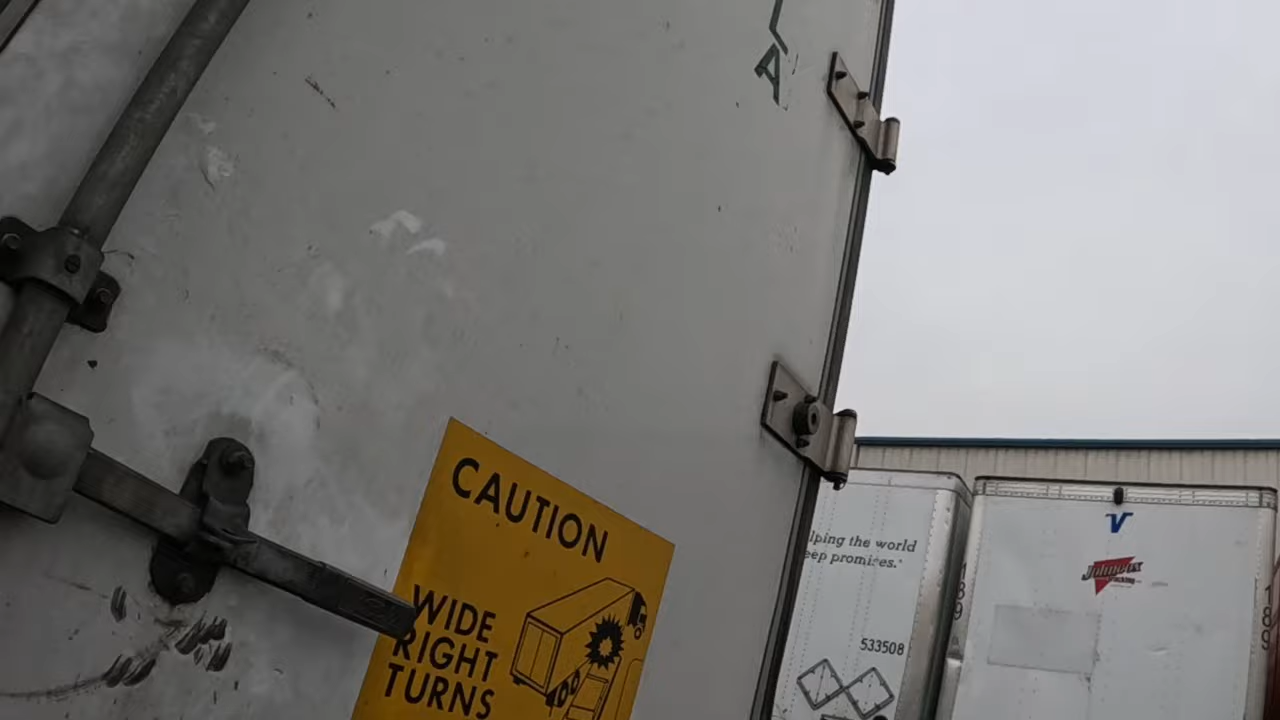 A
CAUTION
WIDE
RIGHT
TURNS
lping the world
eep promises.
533508
V